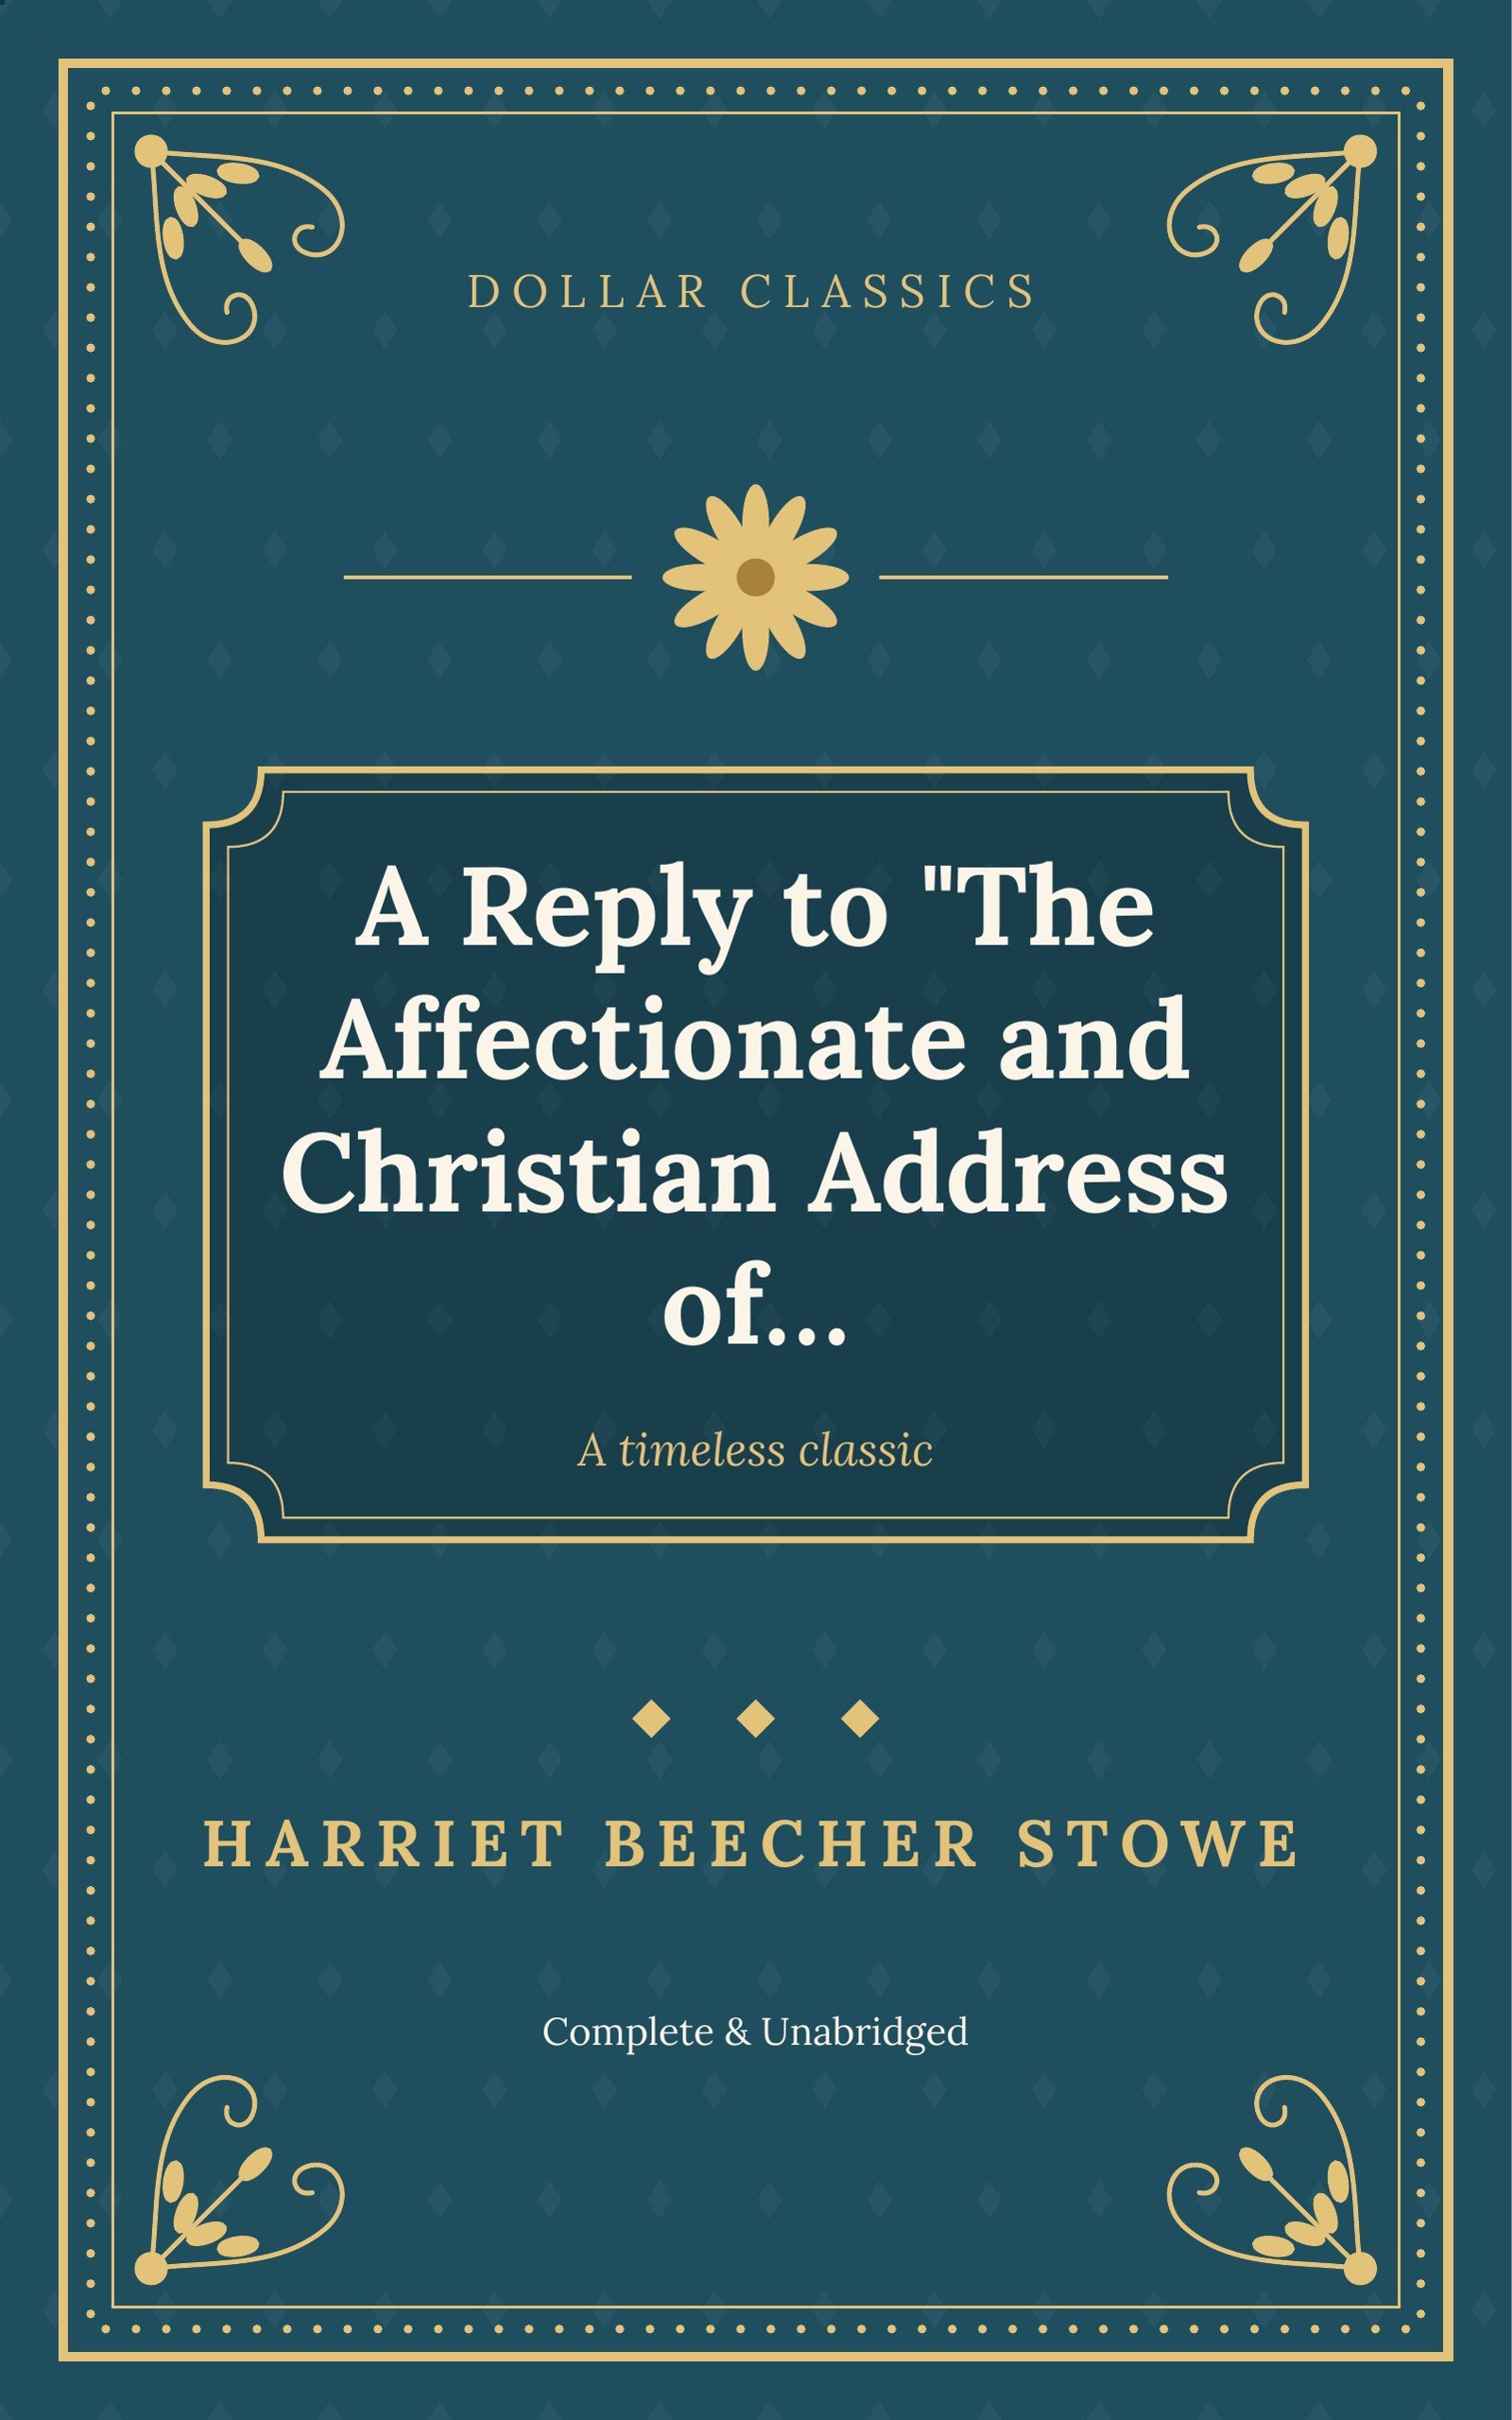 DOLLAR CLASSICS
A Reply to "The
Affectionate and
Christian Address
of...
A timeless classic
HARRIET BEECHER STOWE
Complete & Unabridged